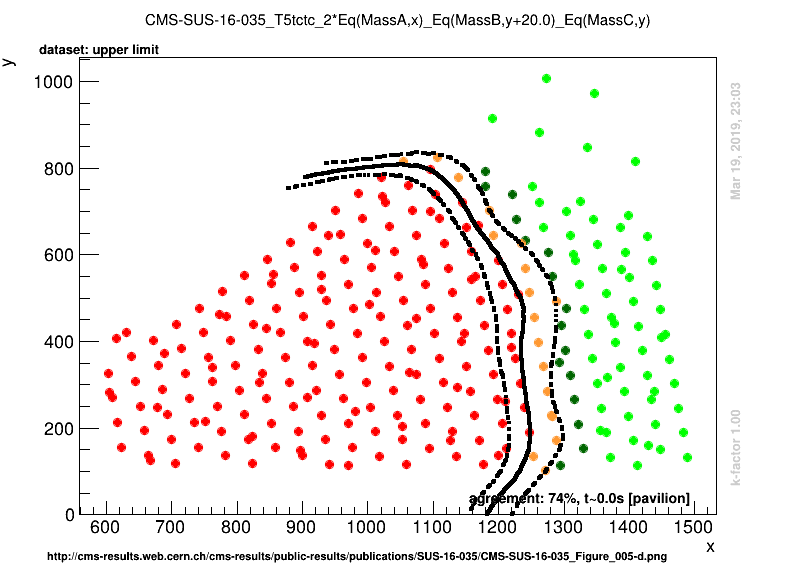 CMS-SUS-16-035_T5tctc_2*Eq(MassA,x)_Eq(MassB,y+20.0)_Eq(MassC,y)
dataset: upper limit
y
1000
800
600
400
200
0
600 700 800 900 1000 1100 1200 1300 1400 1500
x
agreement: 74%, t~0.0s [pavilion]
Mar 19, 2019, 23:03
k-factor 1.00
http://cms-results.web.cern.ch/cms-results/public-results/publications/SUS-16-035/CMS-SUS-16-035_Figure_005-d.png